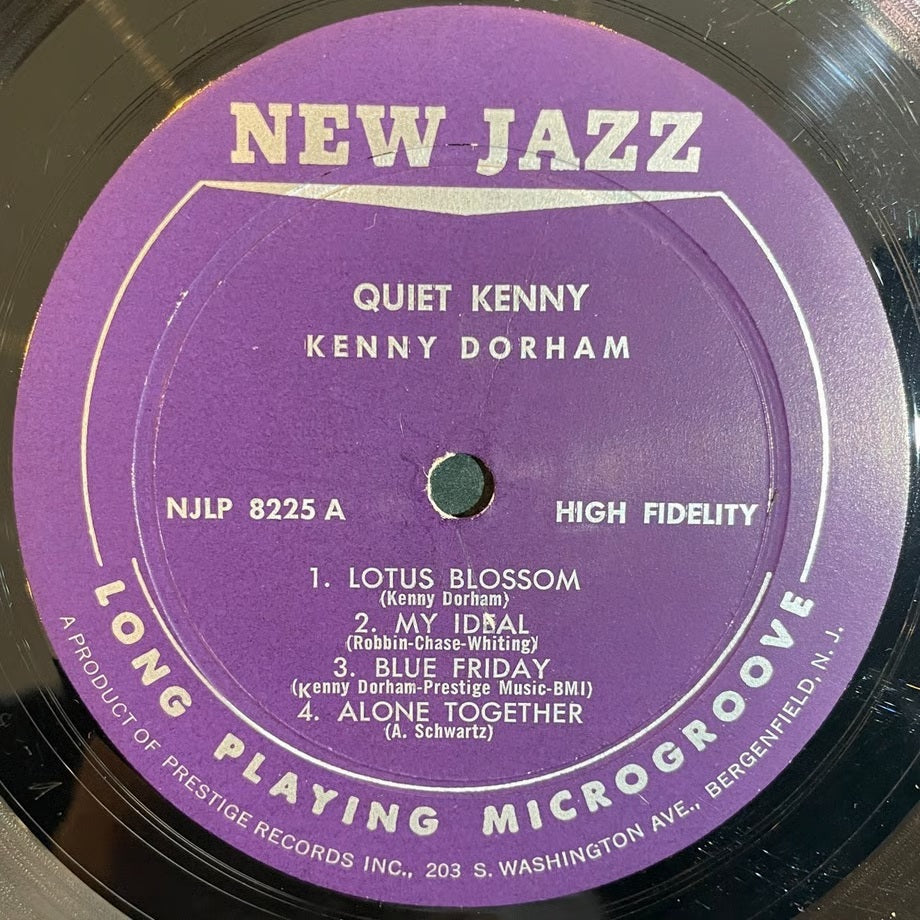 NEW JAZZ
QUIET KENNY
KENNY DORHAM
NJLP 8225 A
HIGH FIDELITY
1. LOTUS BLOSSOM
(Kenny Dorham)
2. MY IDEAL
(Robbin-Chase-Whiting)
3. BLUE FRIDAY
(Kenny Dorham-Prestige Music-BMI)
4. ALONE TOGETHER
(A. Schwartz)
LONG PLAYING MICROGROOVE
A PRODUCT OF PRESTIGE RECORDS INC., 203 S. WASHINGTON AVE., BERGENFIELD, N. J.